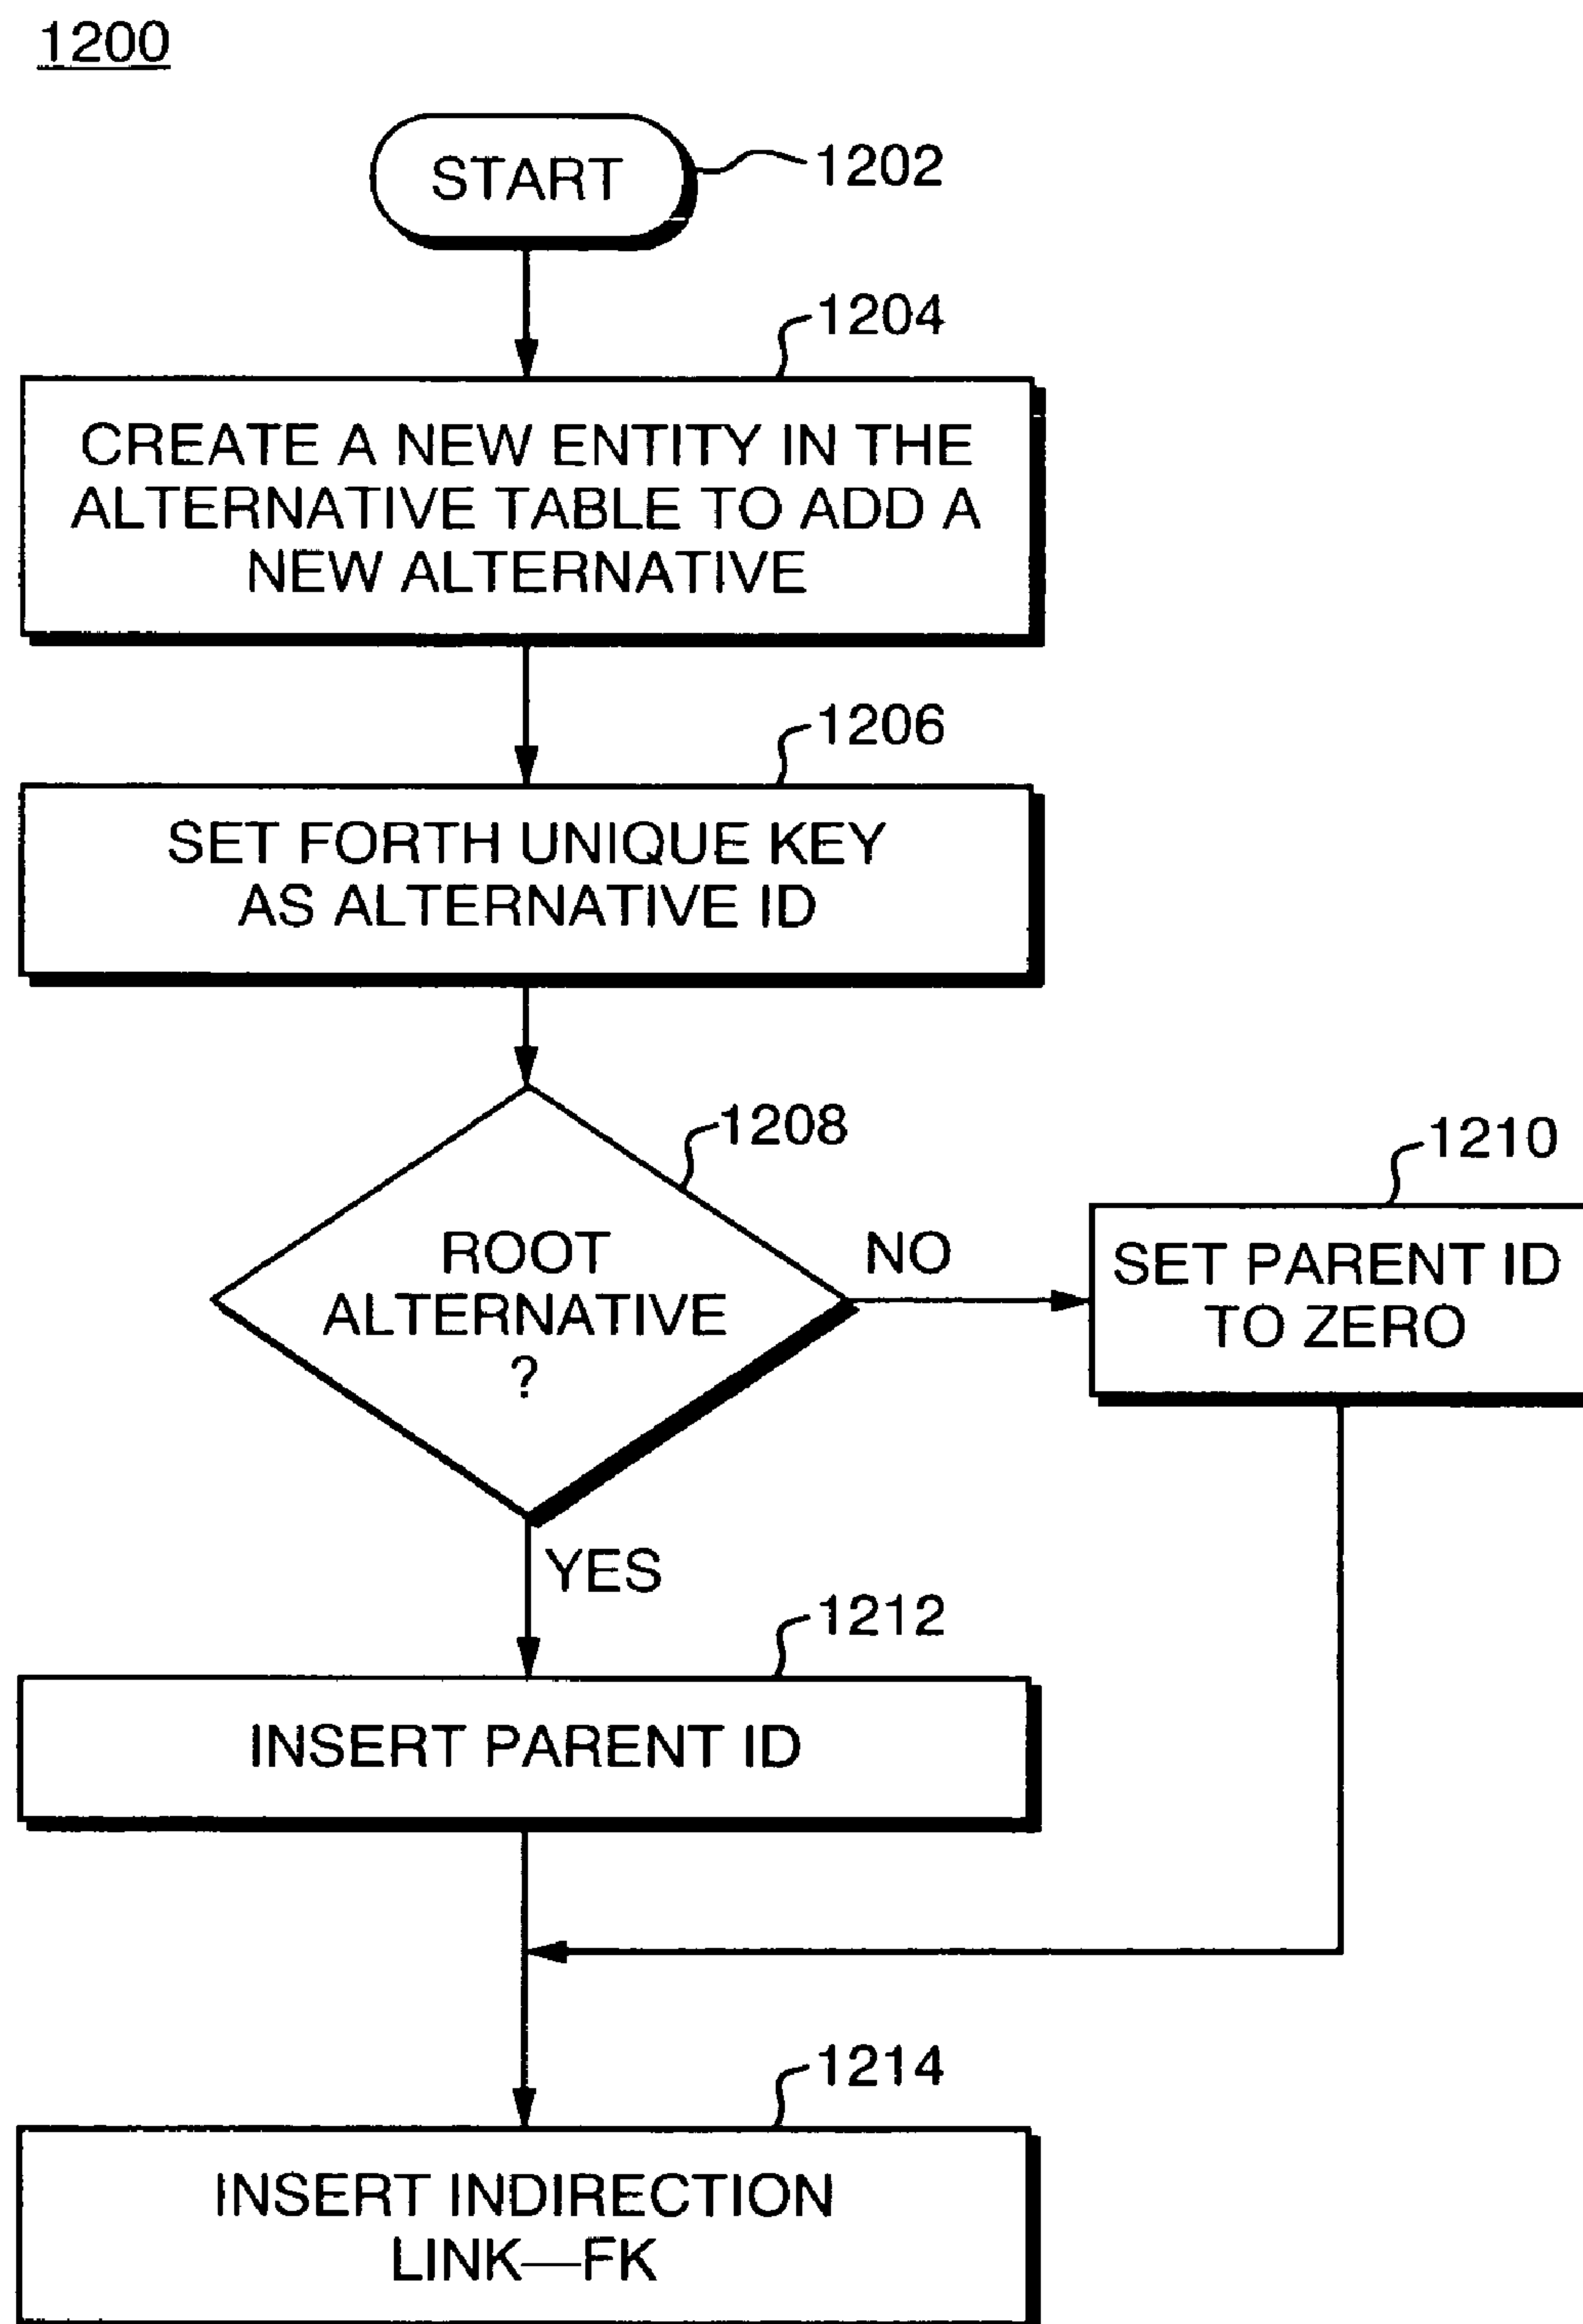 1200
START
1202
1204
CREATE A NEW ENTITY IN THE
ALTERNATIVE TABLE TO ADD A
NEW ALTERNATIVE
1206
SET FORTH UNIQUE KEY
AS ALTERNATIVE ID
1208
ROOT
ALTERNATIVE
?
NO
1210
SET PARENT ID
TO ZERO
YES
1212
INSERT PARENT ID
1214
INSERT INDIRECTION
LINK—FK